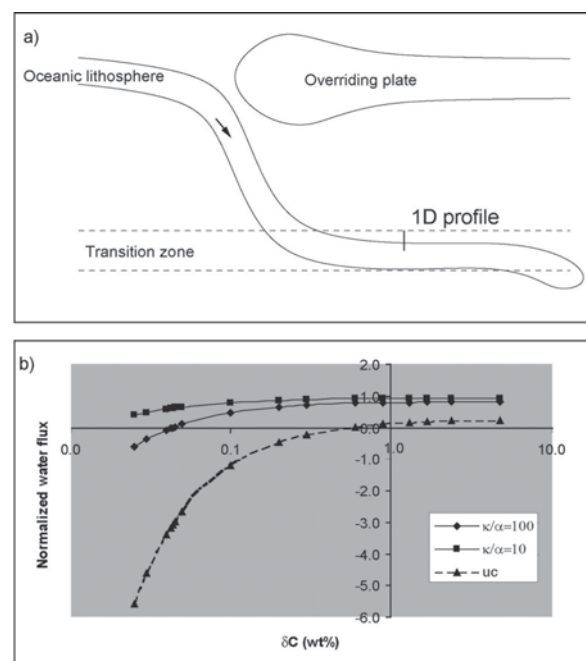 a)
Oceanic lithosphere
Overriding plate
1D profile
Transition zone
b)
2.0
1.0
0.0
-1.0
-2.0
-3.0
-4.0
-5.0
-6.0
0.0
0.1
1.0
10.0
Normalized water flux
κ/α=100
κ/α=10
uc
δC (wt%)